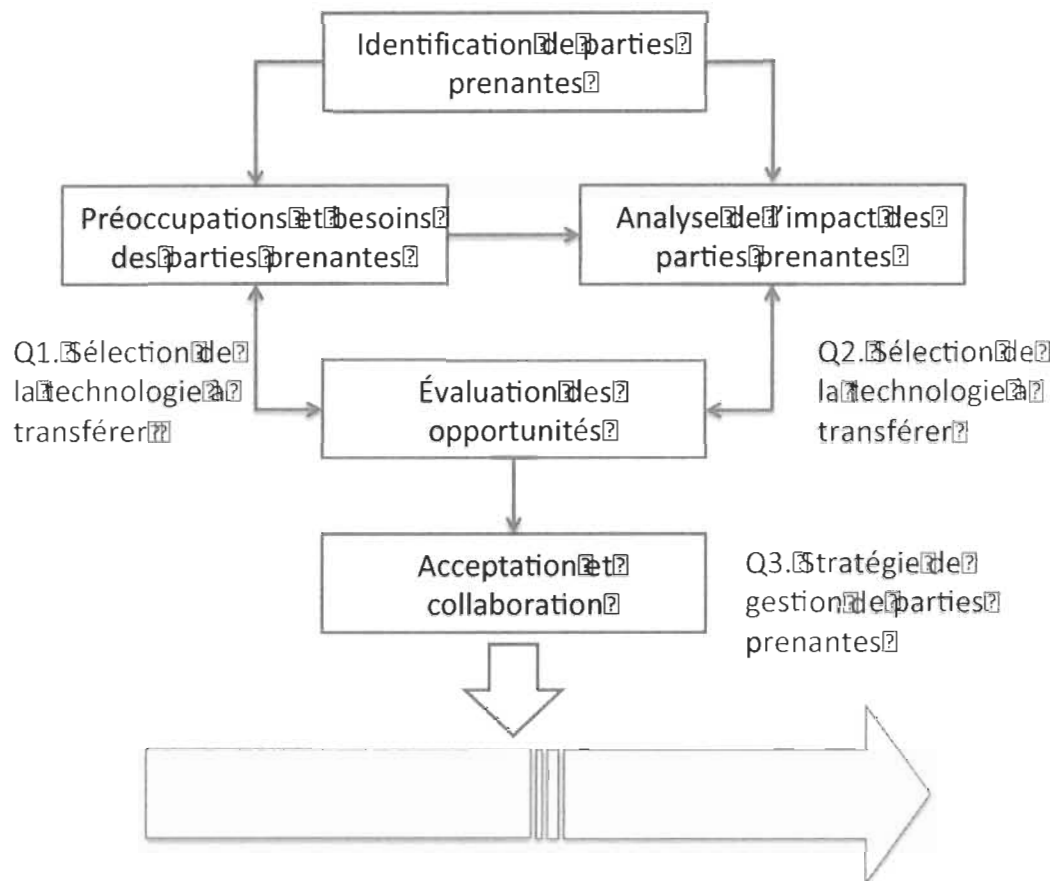 Identification de parties
prenantes
Préoccupations et besoins
des parties prenantes
Analyse de l'impact des
parties prenantes
Q1. Sélection de
la technologie à
transférer
Évaluation des
opportunités
Q2. Sélection de
la technologie à
transférer
Acceptation et
collaboration
Q3. Stratégie de
gestion de parties
prenantes